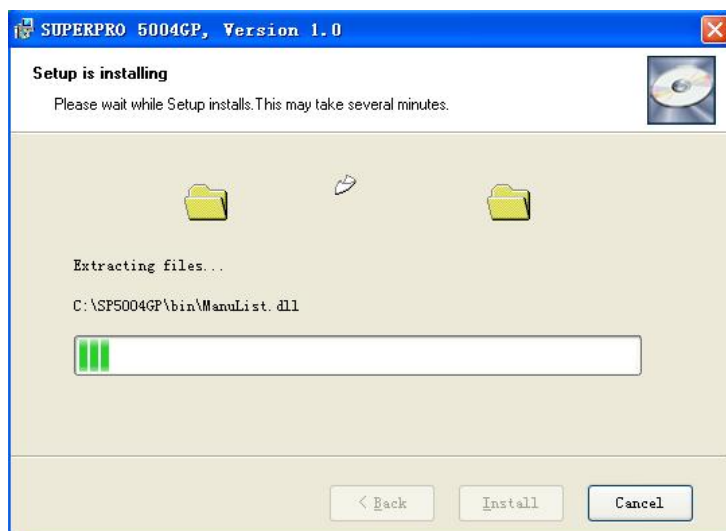 SUPERPRO 5004GP, Version 1.0
Setup is installing
Please wait while Setup installs.This may take several minutes.
Extracting files...
C:\SP5004GP\bin\ManuList.dll
< Back
Install
Cancel